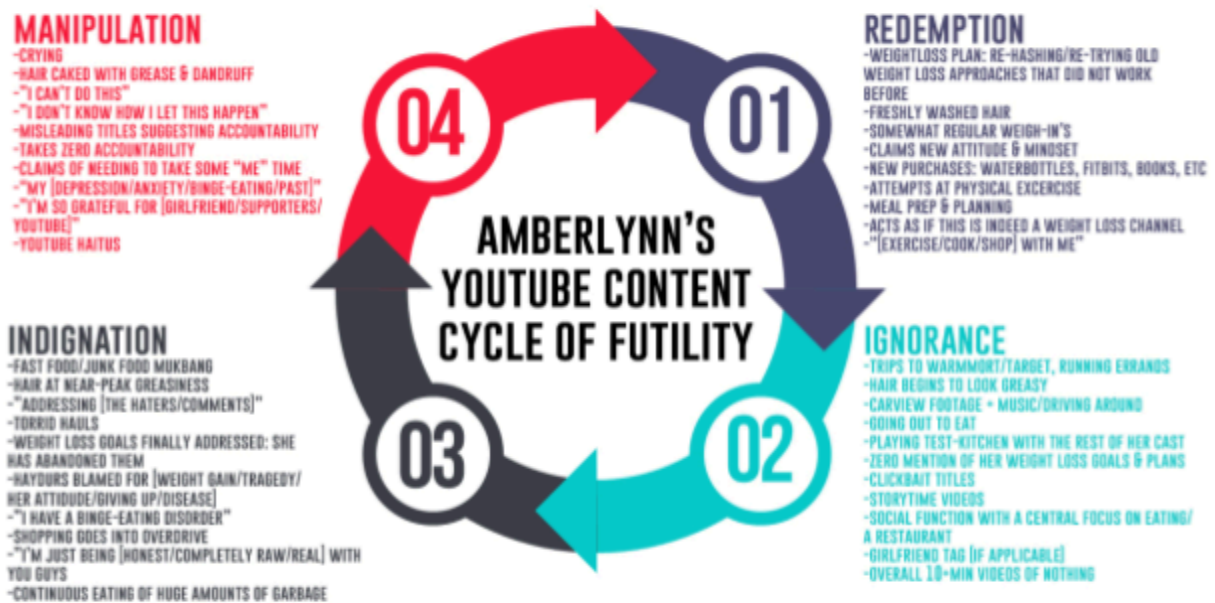 MANIPULATION
-CRYING
-HAIR CAKED WITH GREASE & DANDRUFF
-"I CAN'T DO THIS"
-"I DON'T KNOW HOW I LET THIS HAPPEN"
-MISLEADING TITLES SUGGESTING ACCOUNTABILITY
-TAKES ZERO ACCOUNTABILITY
-CLAIMS OF NEEDING TO TAKE SOME "ME" TIME
-"MY [DEPRESSION/ANXIETY/BINGE-EATING/PAST]"
-"I'M SO GRATEFUL FOR [GIRLFRIEND/SUPPORTERS/
YOUTUBE]"
-YOUTUBE HAITUS
04
01
REDEMPTION
-WEIGHTLOSS PLAN: RE-HASHING/RE-TRYING OLD
WEIGHT LOSS APPROACHES THAT DID NOT WORK
BEFORE
-FRESHLY WASHED HAIR
-SOMEWHAT REGULAR WEIGH-IN'S
-CLAIMS NEW ATTITUDE & MINDSET
-NEW PURCHASES: WATERBOTTLES, FITBITS, BOOKS, ETC
-ATTEMPTS AT PHYSICAL EXCERCISE
-MEAL PREP & PLANNING
-ACTS AS IF THIS IS INDEED A WEIGHT LOSS CHANNEL
-"[EXERCISE/COOK/SHOP] WITH ME"
AMBERLYNN'S
YOUTUBE CONTENT
CYCLE OF FUTILITY
INDIGNATION
-FAST FOOD/JUNK FOOD MUKBANG
-HAIR AT NEAR-PEAK GREASINESS
-"ADDRESSING [THE HATERS/COMMENTS]"
-TORRID HAULS
-WEIGHT LOSS GOALS FINALLY ADDRESSED: SHE
HAS ABANDONED THEM
-HAYDURS BLAMED FOR [WEIGHT GAIN/TRAGEDY/
HER ATTIDUDE/GIVING UP/DISEASE]
-"I HAVE A BINGE-EATING DISORDER"
-SHOPPING GOES INTO OVERDRIVE
-"I'M JUST BEING [HONEST/COMPLETELY RAW/REAL] WITH
YOU GUYS
-CONTINUOUS EATING OF HUGE AMOUNTS OF GARBAGE
03
02
IGNORANCE
-TRIPS TO WARMMORT/TARGET, RUNNING ERRANDS
-HAIR BEGINS TO LOOK GREASY
-CARVIEW FOOTAGE + MUSIC/DRIVING AROUND
-GOING OUT TO EAT
-PLAYING TEST-KITCHEN WITH THE REST OF HER CAST
-ZERO MENTION OF HER WEIGHT LOSS GOALS & PLANS
-CLICKBAIT TITLES
-STORYTIME VIDEOS
-SOCIAL FUNCTION WITH A CENTRAL FOCUS ON EATING/
A RESTAURANT
-GIRLFRIEND TAG [IF APPLICABLE]
-OVERALL 10+MIN VIDEOS OF NOTHING